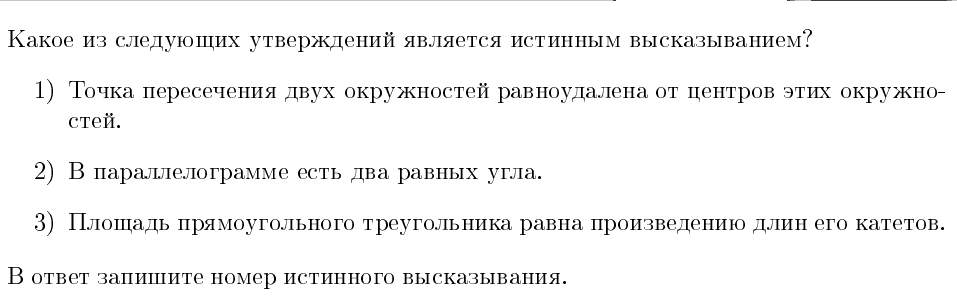 Какое из следующих утверждений является истинным высказыванием?
1) Точка пересечения двух окружностей равноудалена от центров этих окружно-
стей.
2) В параллелограмме есть два равных угла.
3) Площадь прямоугольного треугольника равна произведению длин его катетов.
В ответ запишите номер истинного высказывания.